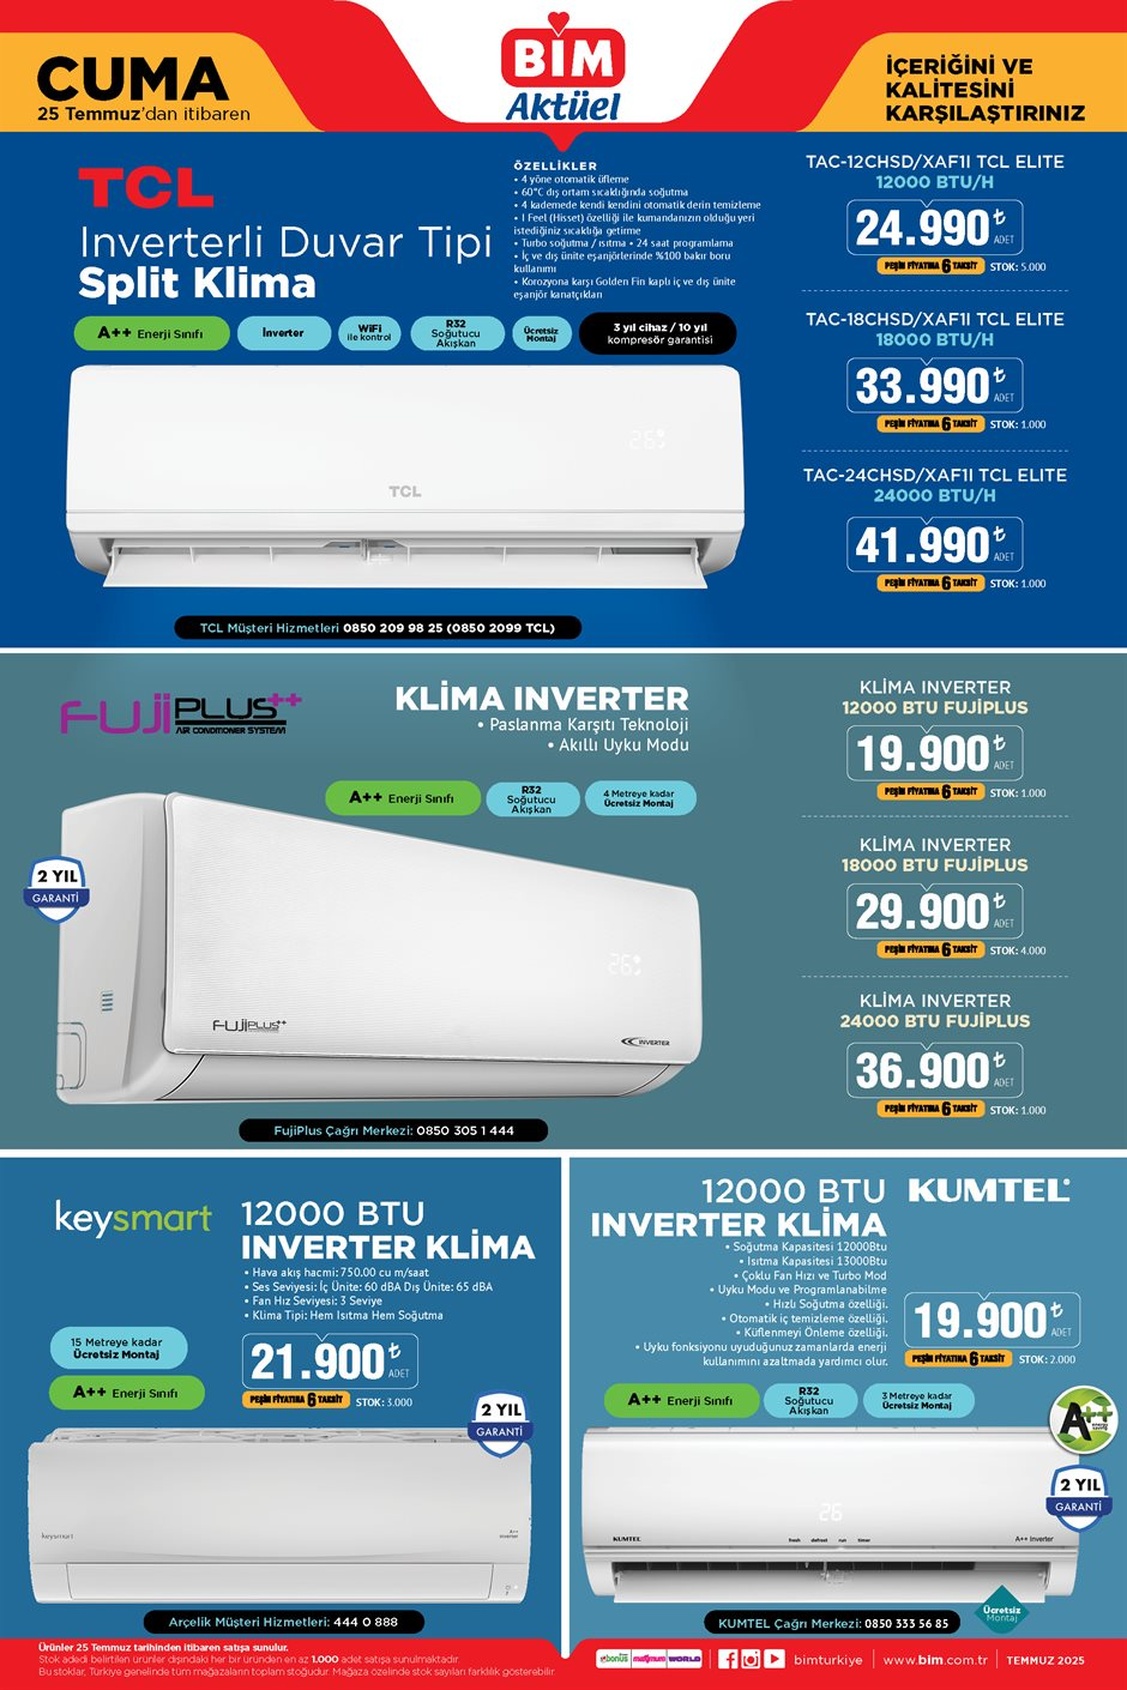 CUMA
25 Temmuz'dan itibaren
BİM
Aktüel
İÇERİĞİNİ VE
KALİTESİNİ
KARŞILAŞTIRINIZ
TCL
Inverterli Duvar Tipi
Split Klima
ÖZELLİKLER
• 4 yöne otomatik üfleme
• 60°C dış ortam sıcaklığında soğutma
• 4 kademede kendi kendini otomatik derin temizleme
• I Feel (Hisset) özelliği ile kumandanızın olduğu yeri
istediğiniz sıcaklığa getirme
• Turbo soğutma / ısıtma • 24 saat programlama
• İç ve dış ünite eşanjörlerinde %100 bakır boru
kullanımı
• Korozyona karşı Golden Fin kaplı iç ve dış ünite
eşanjör kanatçıkları
A++ Enerji Sınıfı
İnverter
WiFi
ile kontrol
R32
Soğutucu
Akışkan
Ücretsiz
Montaj
3 yıl cihaz / 10 yıl
kompresör garantisi
TAC-12CHSD/XAF1I TCL ELITE
12000 BTU/H
24.990 ₺
ADET
PEŞİN FİYATINA 6 TAKSİT STOK: 5.000
TAC-18CHSD/XAF1I TCL ELITE
18000 BTU/H
33.990 ₺
ADET
PEŞİN FİYATINA 6 TAKSİT STOK: 1.000
TAC-24CHSD/XAF1I TCL ELITE
24000 BTU/H
41.990 ₺
ADET
PEŞİN FİYATINA 6 TAKSİT STOK: 1.000
26
TCL
TCL Müşteri Hizmetleri 0850 209 98 25 (0850 2099 TCL)
FUJiPLUS++
AIR CONDITIONER SYSTEM
KLİMA INVERTER
• Paslanma Karşıtı Teknoloji
• Akıllı Uyku Modu
A++ Enerji Sınıfı
R32
Soğutucu
Akışkan
4 Metreye kadar
Ücretsiz Montaj
2 YIL
GARANTİ
26
FUJiPLUS++
INVERTER
FujiPlus Çağrı Merkezi: 0850 305 1 444
KLİMA INVERTER
12000 BTU FUJİPLUS
19.900 ₺
ADET
PEŞİN FİYATINA 6 TAKSİT STOK: 1.000
KLİMA INVERTER
18000 BTU FUJİPLUS
29.900 ₺
ADET
PEŞİN FİYATINA 6 TAKSİT STOK: 4.000
KLİMA INVERTER
24000 BTU FUJİPLUS
36.900 ₺
ADET
PEŞİN FİYATINA 6 TAKSİT STOK: 1.000
keysmart
12000 BTU
INVERTER KLİMA
• Hava akış hacmi: 750.00 cu m/saat
• Ses Seviyesi: İç Ünite: 60 dBA Dış Ünite: 65 dBA
• Fan Hız Seviyesi: 3 Seviye
• Klima Tipi: Hem Isıtma Hem Soğutma
15 Metreye kadar
Ücretsiz Montaj
A++ Enerji Sınıfı
21.900 ₺
ADET
PEŞİN FİYATINA 6 TAKSİT STOK: 3.000
2 YIL
GARANTİ
keysmart
A++
inverter
Arçelik Müşteri Hizmetleri: 444 0 888
12000 BTU
INVERTER KLİMA
KUMTEL
• Soğutma Kapasitesi 12000Btu
• Isıtma Kapasitesi 13000Btu
• Çoklu Fan Hızı ve Turbo Mod
• Uyku Modu ve Programlanabilme
• Hızlı Soğutma özelliği.
• Otomatik iç temizleme özelliği.
• Küflenmeyi Önleme özelliği.
• Uyku fonksiyonu uyuduğunuz zamanlarda enerji
kullanımını azaltmada yardımcı olur.
19.900 ₺
ADET
PEŞİN FİYATINA 6 TAKSİT STOK: 2.000
A++ Enerji Sınıfı
R32
Soğutucu
Akışkan
3 Metreye kadar
Ücretsiz Montaj
A++
2 YIL
GARANTİ
26
KUMTEL
fresh defrost run timer
A++ Inverter
Ücretsiz
Montaj
KUMTEL Çağrı Merkezi: 0850 333 56 85
Ürünler 25 Temmuz tarihinden itibaren satışa sunulur.
Stok adedi belirtilen ürünler dışındaki her bir üründen en az 1.000 adet satışa sunulmaktadır.
Bu stoklar, Türkiye genelinde tüm mağazaların toplam stoğudur. Mağaza özelinde stok sayıları farklılık gösterebilir.
bonus maximum WORLD
bimturkiye
www.bim.com.tr
TEMMUZ 2025